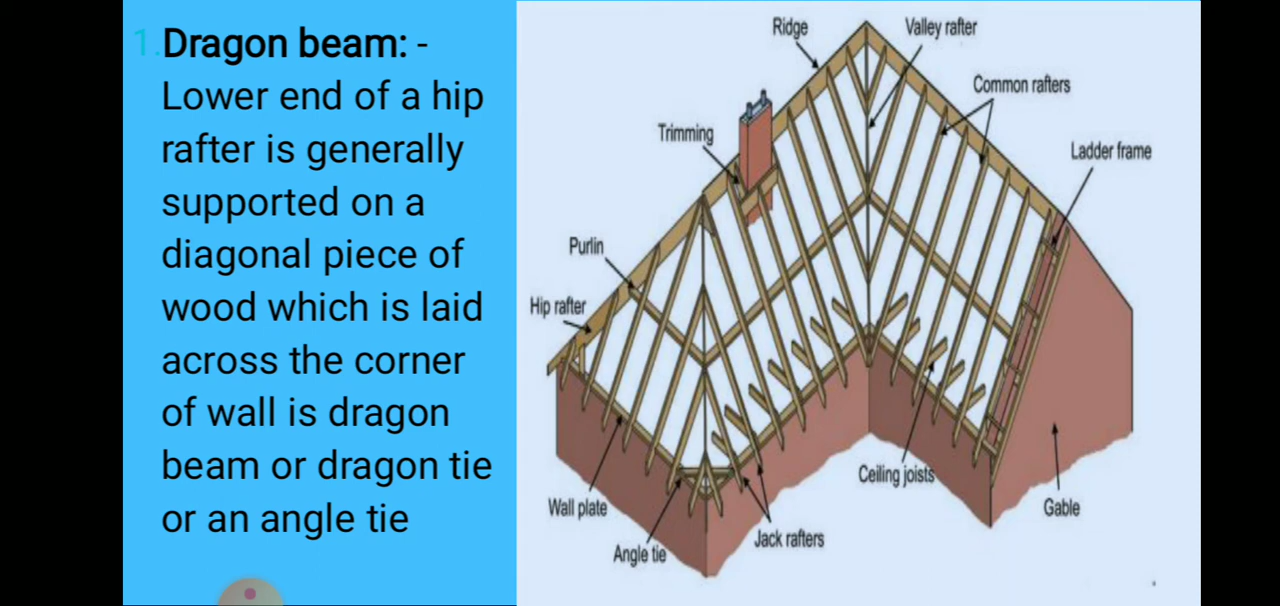 1.Dragon beam: -
Lower end of a hip
rafter is generally
supported on a
diagonal piece of
wood which is laid
across the corner
of wall is dragon
beam or dragon tie
or an angle tie
Ridge
Valley rafter
Common rafters
Trimming
Ladder frame
Purlin
Hip rafter
Ceiling joists
Wall plate
Gable
Jack rafters
Angle tie